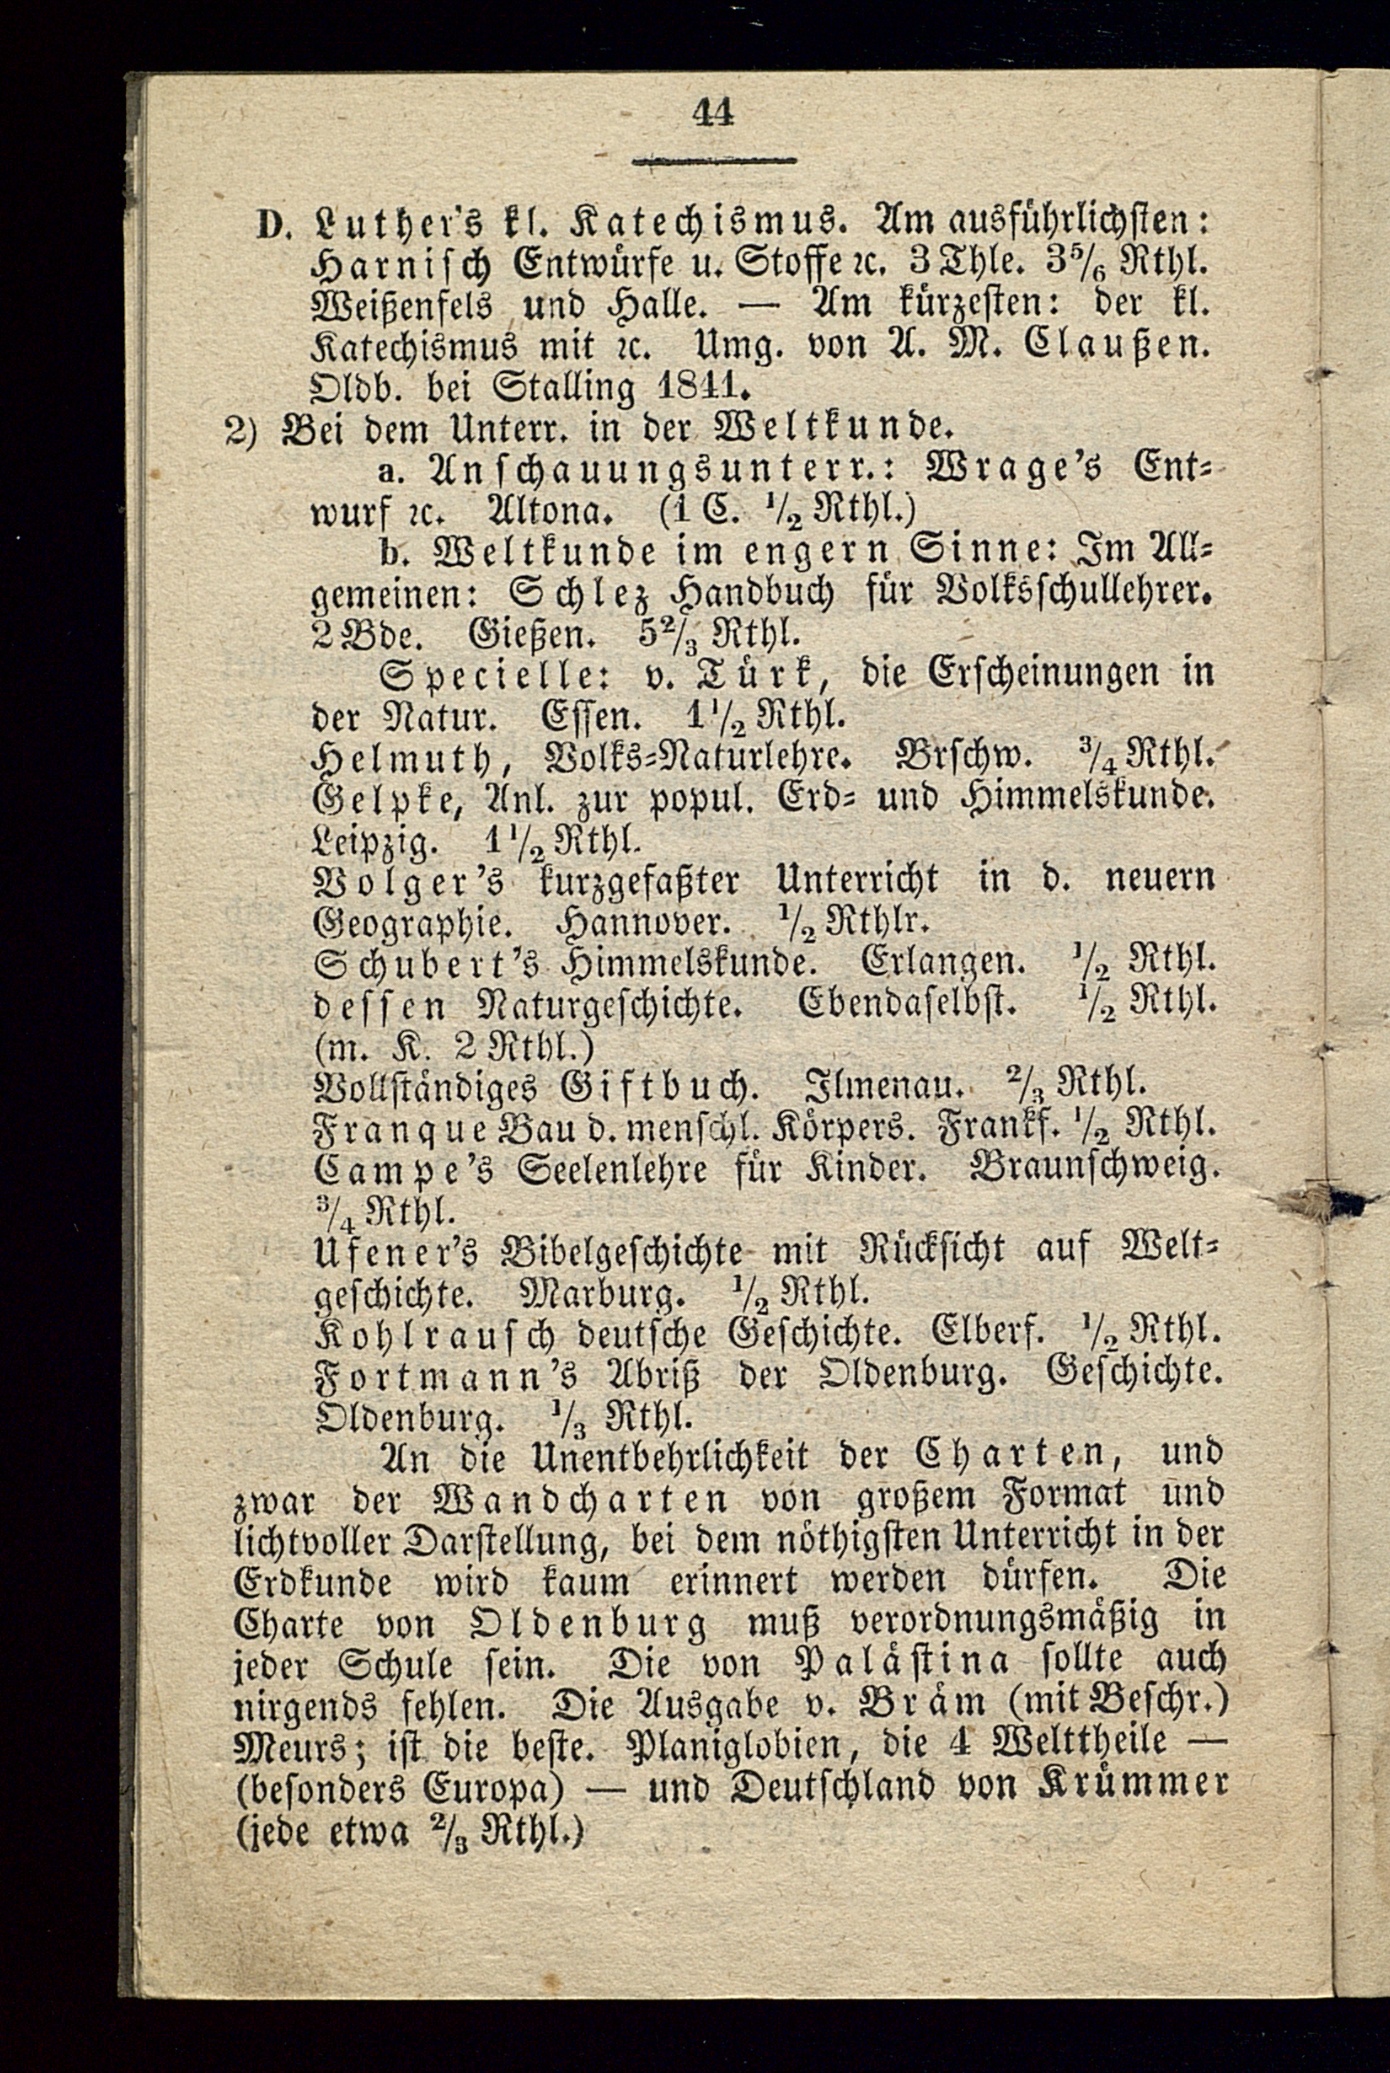 44
D. Luther's kl. Katechismus. Am ausführlichsten:
Harnisch Entwürfe u. Stoffe ꝛc. 3 Thle. 3⁵/₆ Rthl.
Weißenfels und Halle. — Am kürzesten: der kl.
Katechismus mit ꝛc. Umg. von A. M. Claußen.
Oldb. bei Stalling 1841.
2) Bei dem Unterr. in der Weltkunde.
a. Anschauungsunterr.: Wrage's Ent-
wurf ꝛc. Altona. (1 C. ¹/₂ Rthl.)
b. Weltkunde im engern Sinne: Im All-
gemeinen: Schlez Handbuch für Volksschullehrer.
2 Bde. Gießen. 5²/₃ Rthl.
Specielle: v. Türk, die Erscheinungen in
der Natur. Essen. 1¹/₂ Rthl.
Helmuth, Volks-Naturlehre. Brschw. ³/₄ Rthl.
Gelpke, Anl. zur popul. Erd- und Himmelskunde.
Leipzig. 1¹/₂ Rthl.
Volger's kurzgefaßter Unterricht in d. neuern
Geographie. Hannover. ¹/₂ Rthlr.
Schubert's Himmelskunde. Erlangen. ¹/₂ Rthl.
dessen Naturgeschichte. Ebendaselbst. ¹/₂ Rthl.
(m. K. 2 Rthl.)
Vollständiges Giftbuch. Ilmenau. ²/₃ Rthl.
Franque Bau d. menschl. Körpers. Frankf. ¹/₂ Rthl.
Campe's Seelenlehre für Kinder. Braunschweig.
³/₄ Rthl.
Ufener's Bibelgeschichte mit Rücksicht auf Welt-
geschichte. Marburg. ¹/₂ Rthl.
Kohlrausch deutsche Geschichte. Elberf. ¹/₂ Rthl.
Fortmann's Abriß der Oldenburg. Geschichte.
Oldenburg. ¹/₃ Rthl.
An die Unentbehrlichkeit der Charten, und
zwar der Wandcharten von großem Format und
lichtvoller Darstellung, bei dem nöthigsten Unterricht in der
Erdkunde wird kaum erinnert werden dürfen. Die
Charte von Oldenburg muß verordnungsmäßig in
jeder Schule sein. Die von Palästina sollte auch
nirgends fehlen. Die Ausgabe v. Bräm (mit Beschr.)
Meurs; ist die beste. Planiglobien, die 4 Welttheile —
(besonders Europa) — und Deutschland von Krümmer
(jede etwa ²/₃ Rthl.)